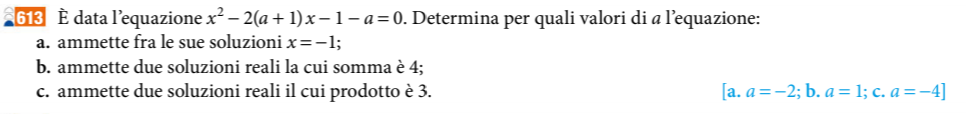 613 È data l'equazione x² – 2(a + 1)x – 1 – a = 0. Determina per quali valori di a l'equazione:
a. ammette fra le sue soluzioni x = –1;
b. ammette due soluzioni reali la cui somma è 4;
c. ammette due soluzioni reali il cui prodotto è 3. [a. a = –2; b. a = 1; c. a = –4]